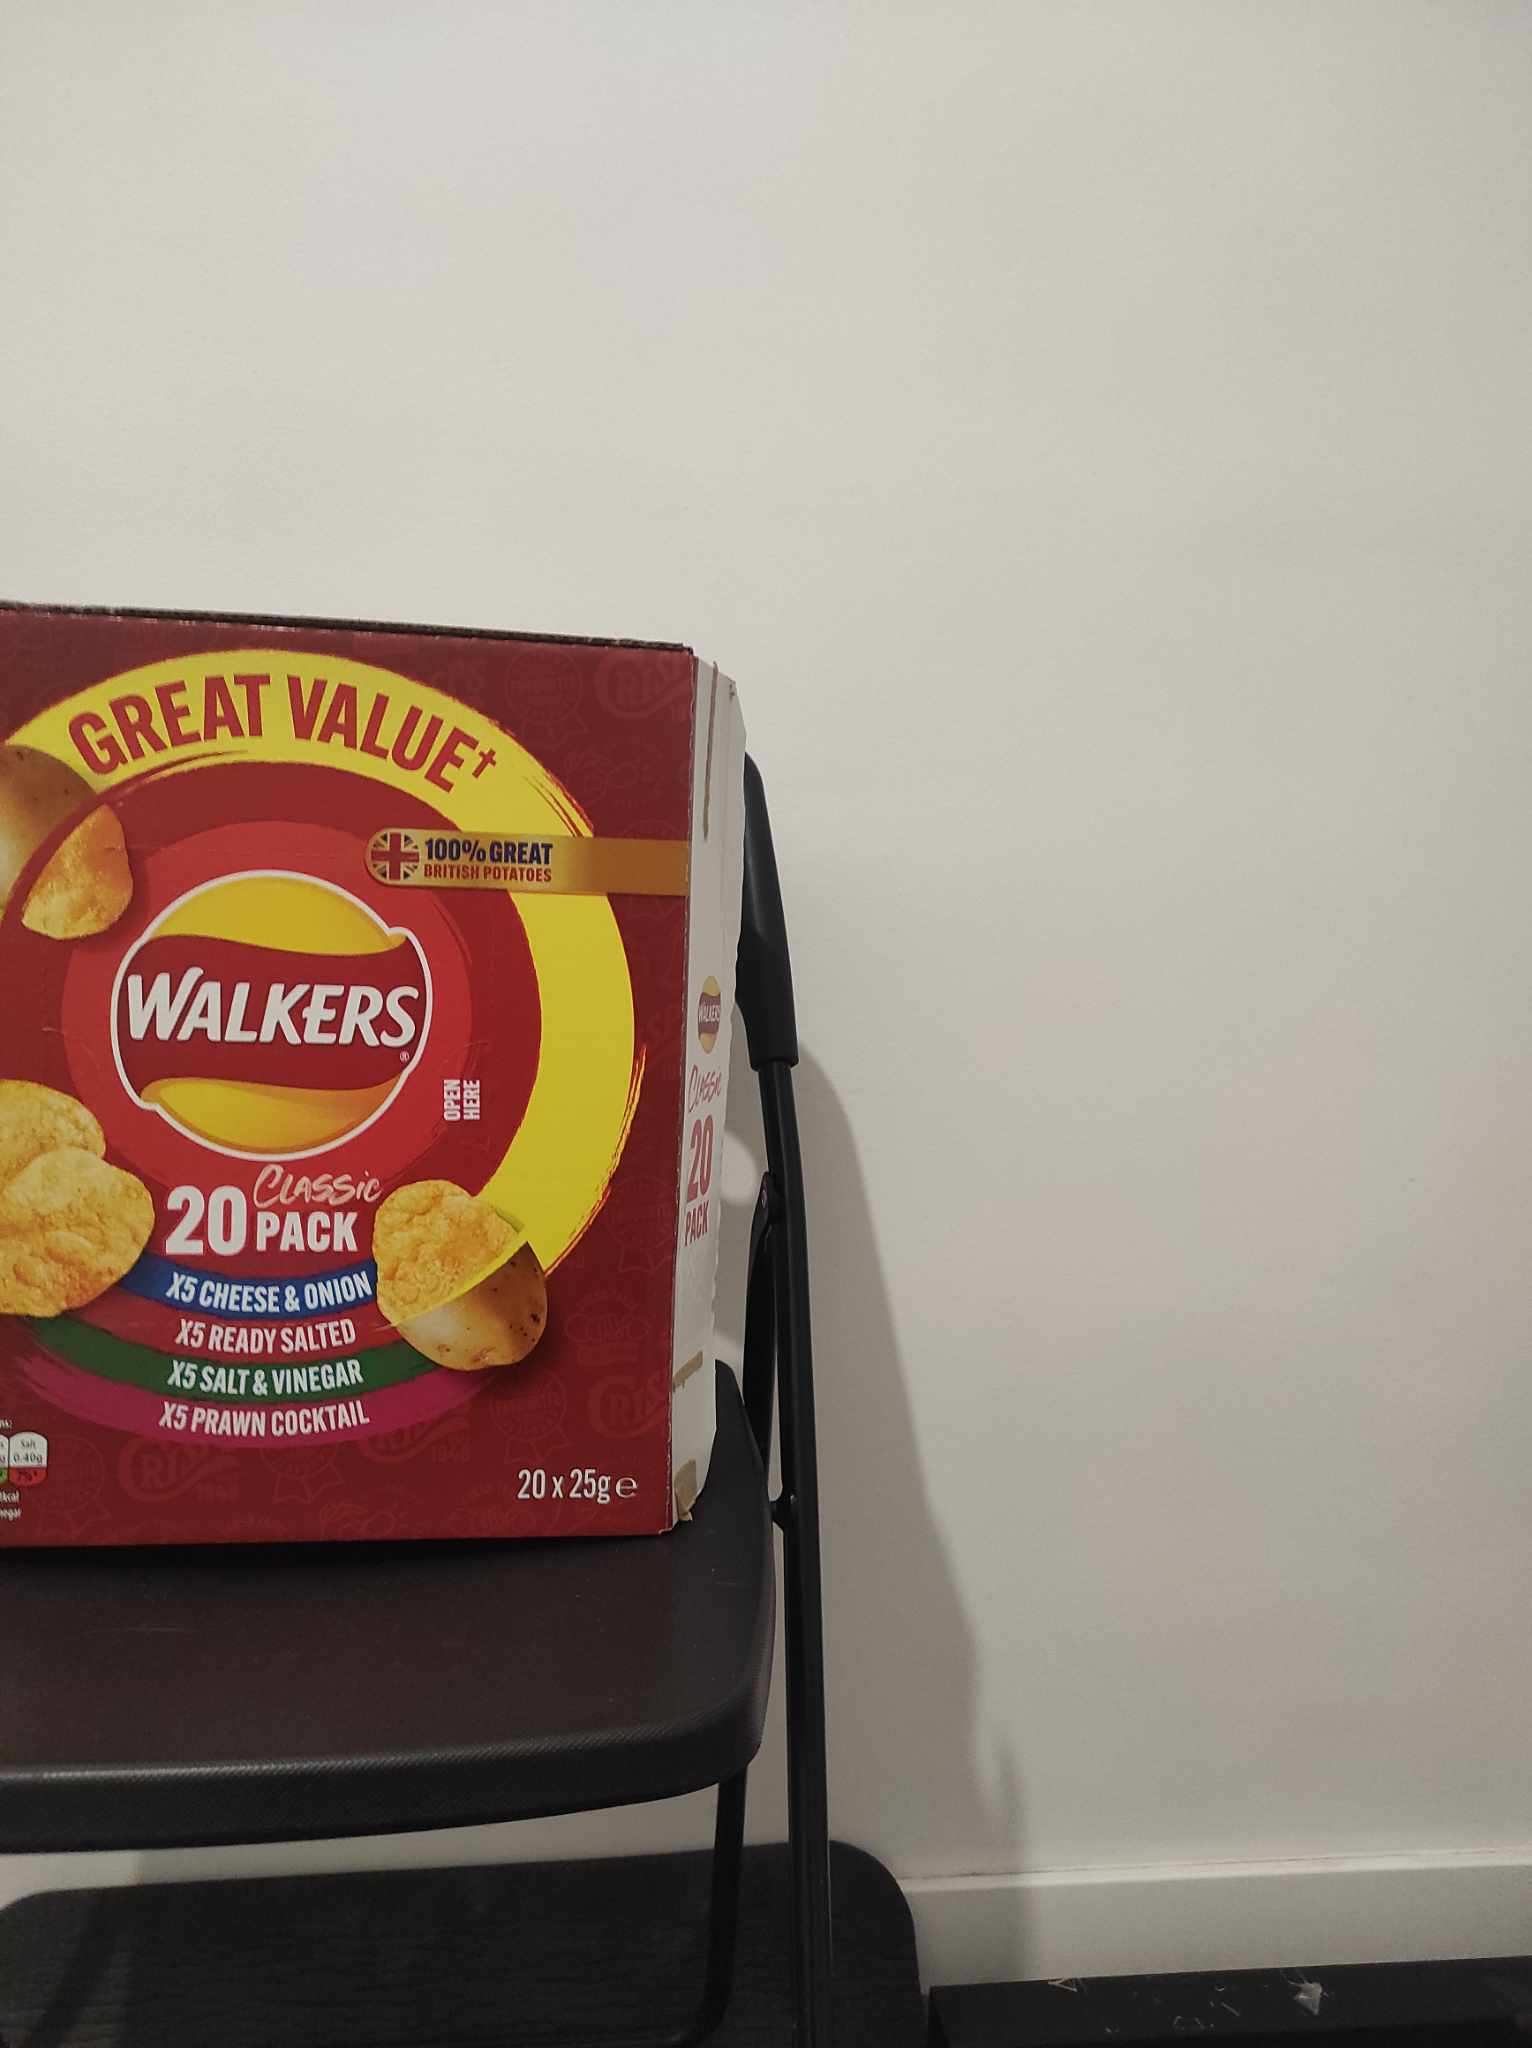 GREAT VALUE†
100% GREAT
BRITISH POTATOES
WALKERS®
OPEN
HERE
Classic
20 PACK
X5 CHEESE & ONION
X5 READY SALTED
X5 SALT & VINEGAR
X5 PRAWN COCKTAIL
Salt
0.40g
7%*
20 x 25g ℮
WALKERS
Classic
20
PACK